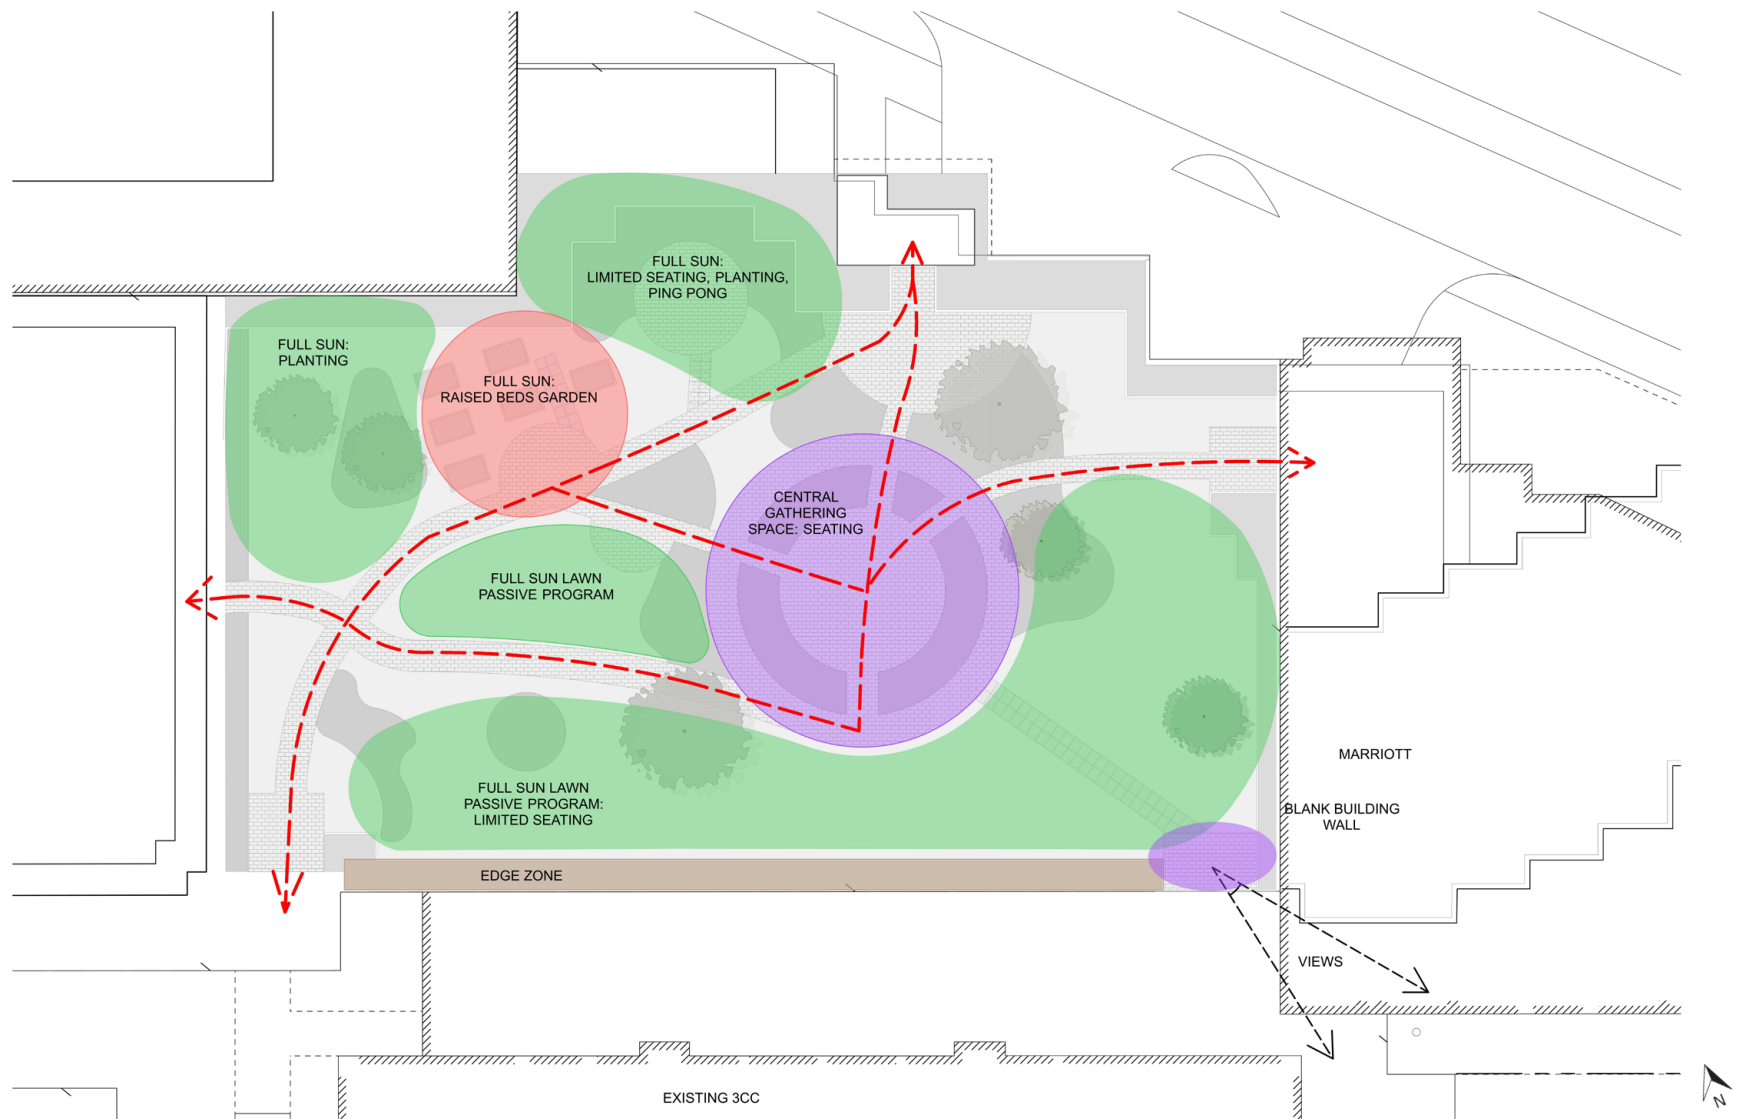 FULL SUN:
LIMITED SEATING, PLANTING,
PING PONG
FULL SUN:
PLANTING
FULL SUN:
RAISED BEDS GARDEN
CENTRAL
GATHERING
SPACE: SEATING
FULL SUN LAWN
PASSIVE PROGRAM
FULL SUN LAWN
PASSIVE PROGRAM:
LIMITED SEATING
MARRIOTT
BLANK BUILDING
WALL
EDGE ZONE
VIEWS
EXISTING 3CC
N